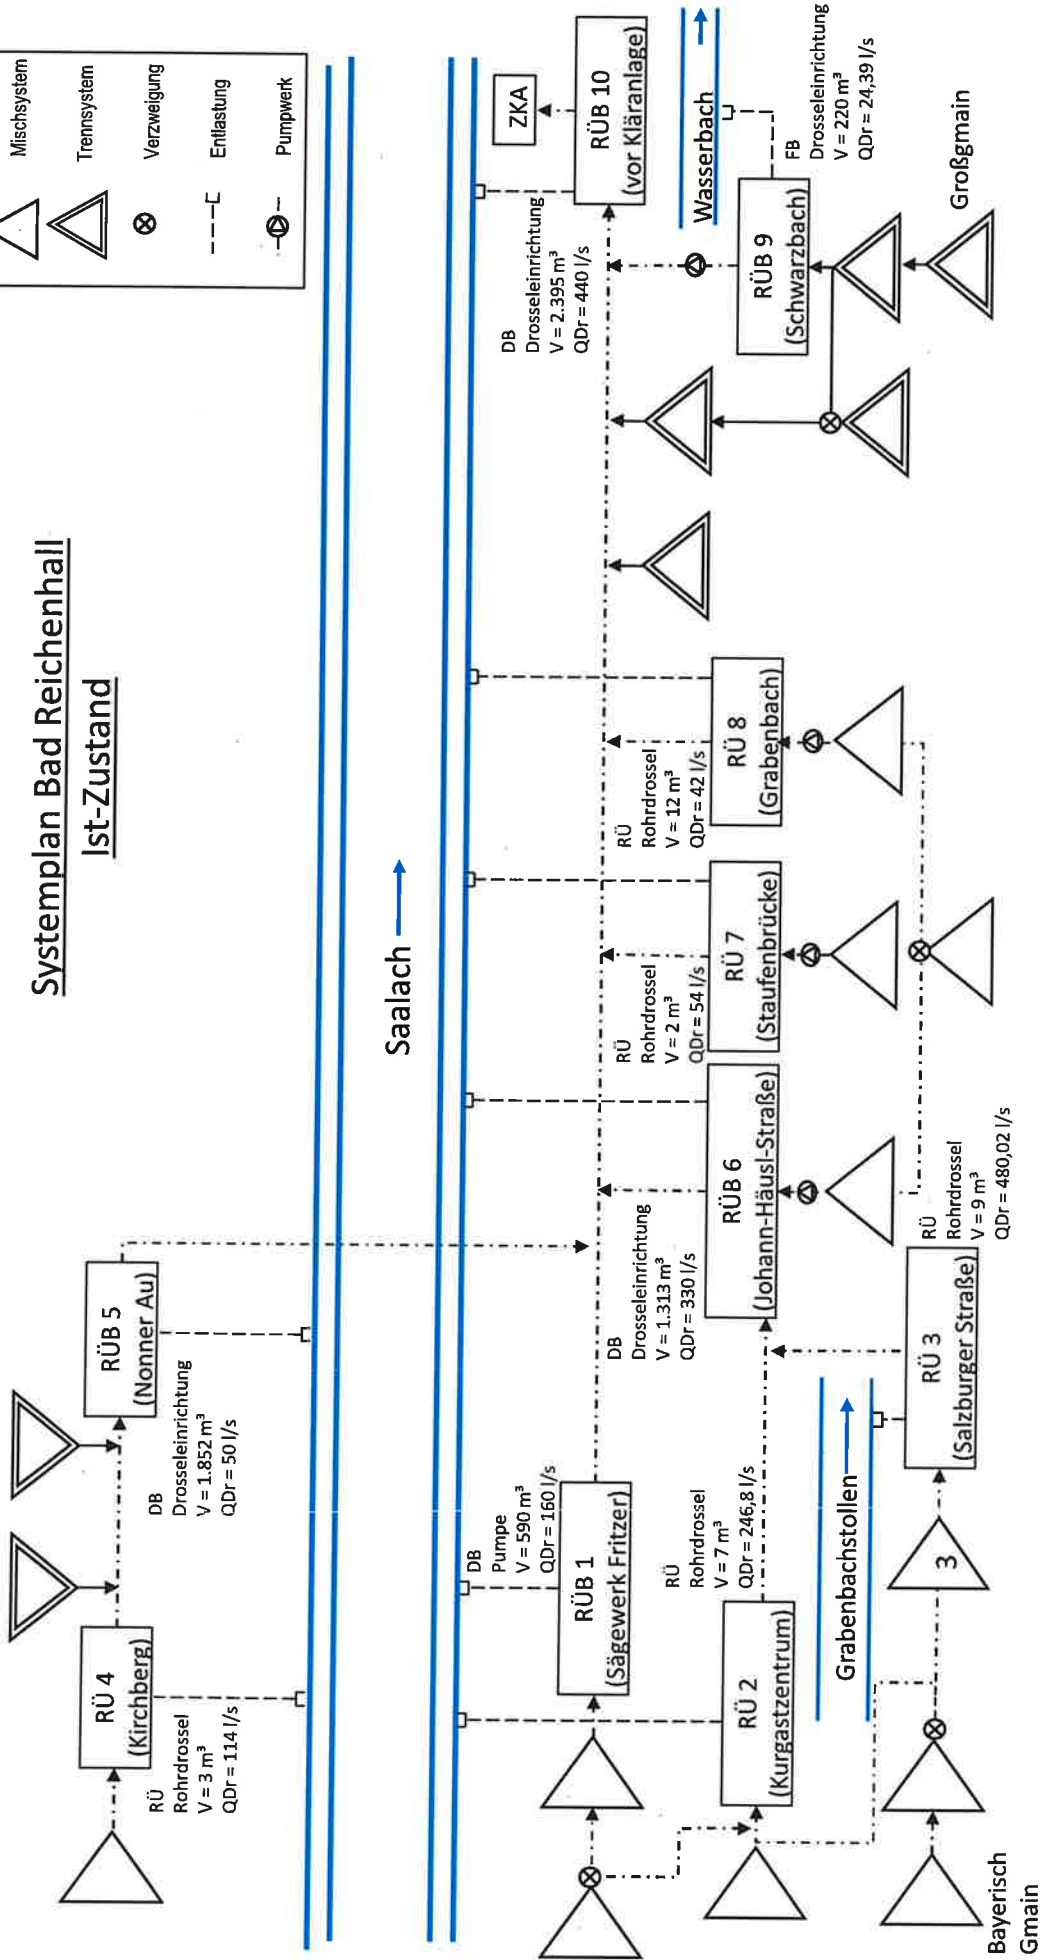 Systemplan Bad Reichenhall
Ist-Zustand
Mischsystem
Trennsystem
Verzweigung
Entlastung
Pumpwerk
RÜ 4
(Kirchberg)
RÜ
Rohrdrossel
V = 3 m³
QDr = 114 l/s
RÜB 5
(Nonner Au)
DB
Drosseleinrichtung
V = 1.852 m³
QDr = 50 l/s
Saalach
RÜB 1
(Sägewerk Fritzer)
DB
Pumpe
V = 590 m³
QDr = 160 l/s
RÜ 2
(Kurgastzentrum)
RÜ
Rohrdrossel
V = 7 m³
QDr = 246,8 l/s
Grabenbachstollen
Bayerisch
Gmain
3
RÜ 3
(Salzburger Straße)
RÜ
Rohrdrossel
V = 9 m³
QDr = 480,02 l/s
RÜB 6
(Johann-Häusl-Straße)
DB
Drosseleinrichtung
V = 1.313 m³
QDr = 330 l/s
RÜ 7
(Staufenbrücke)
RÜ
Rohrdrossel
V = 2 m³
QDr = 54 l/s
RÜ 8
(Grabenbach)
RÜ
Rohrdrossel
V = 12 m³
QDr = 42 l/s
DB
Drosseleinrichtung
V = 2.395 m³
QDr = 440 l/s
ZKA
RÜB 10
(vor Kläranlage)
Wasserbach
RÜB 9
(Schwarzbach)
FB
Drosseleinrichtung
V = 220 m³
QDr = 24,39 l/s
Großgmain